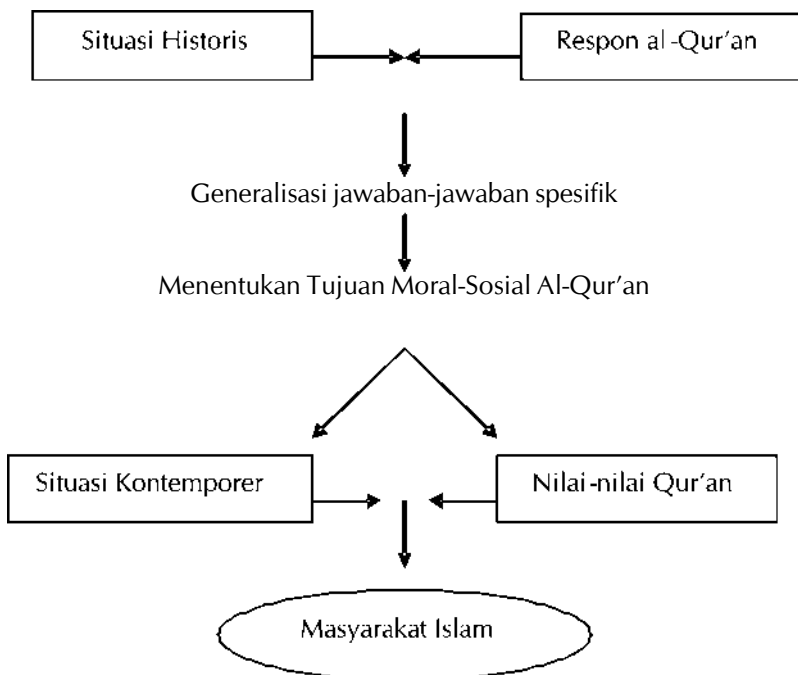 Situasi Historis
Respon al-Qur’an
Generalisasi jawaban-jawaban spesifik
Menentukan Tujuan Moral-Sosial Al-Qur’an
Situasi Kontemporer
Nilai-nilai Qur’an
Masyarakat Islam